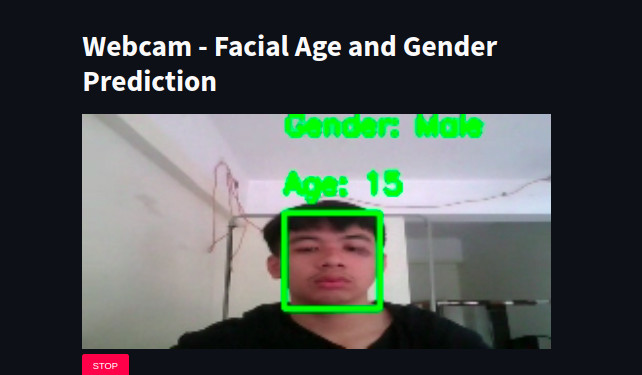 Webcam - Facial Age and Gender
Prediction
Gender: Male
Age: 15
STOP